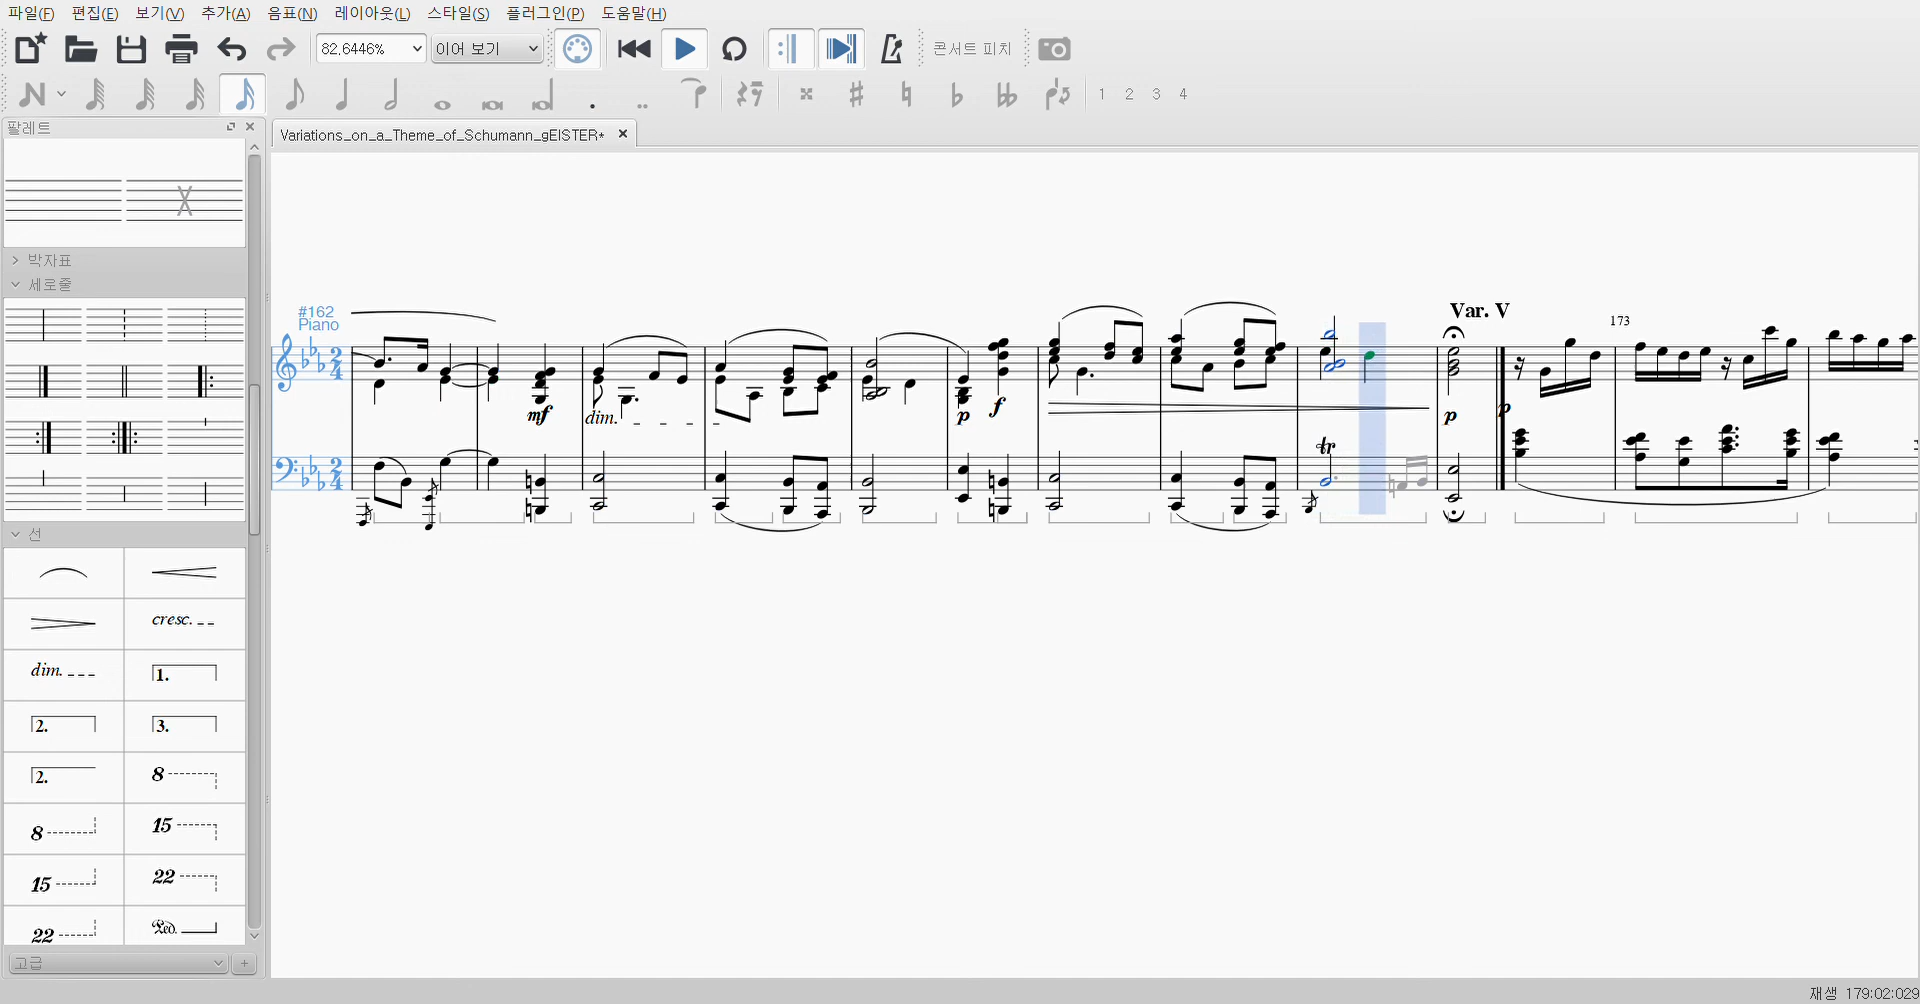 파일(F) 편집(E) 보기(V) 추가(A) 음표(N) 레이아웃(L) 스타일(S) 플러그인(P) 도움말(H)
82.6446% 이어 보기 콘서트 피치
1 2 3 4
팔레트
Variations_on_a_Theme_of_Schumann_gEISTER*
박자표
세로줄
#162
Piano
Var. V
173
mf
dim.
p
f
p
p
tr
선
cresc.
dim.
1.
2.
3.
2.
8
8
15
15
22
22
Ped.
고급
재생 179:02:029